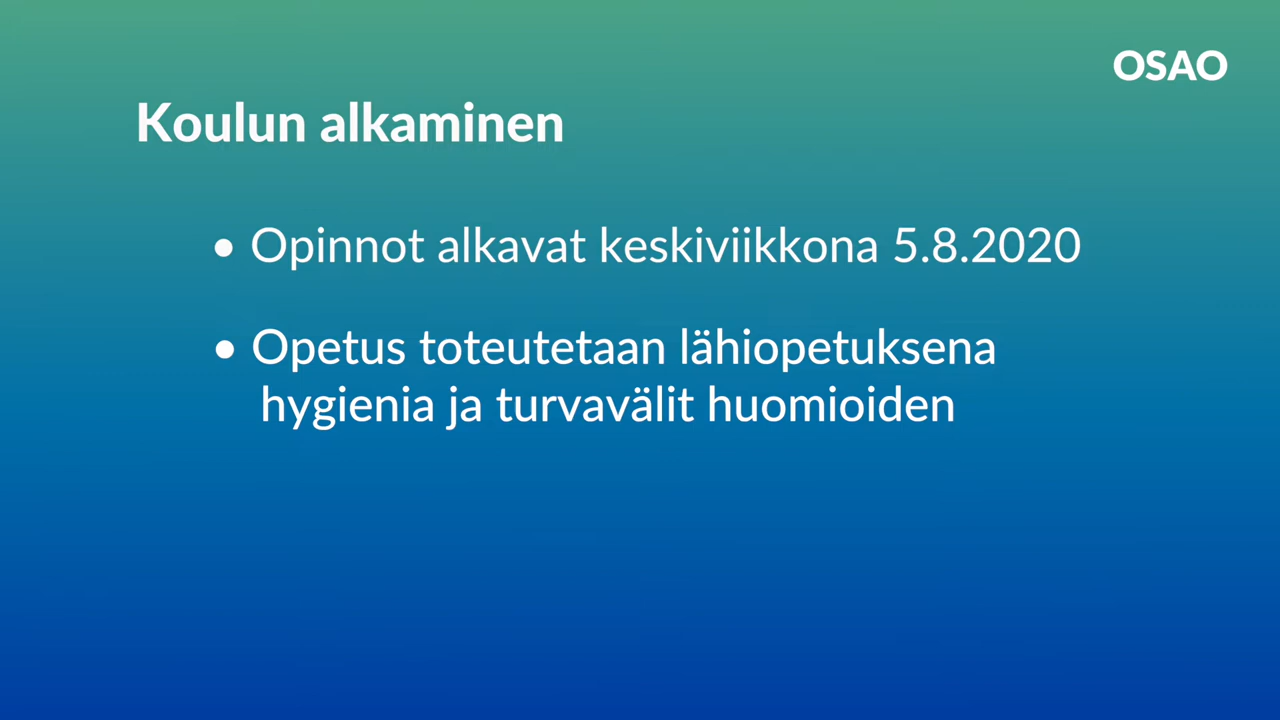 OSAO
Koulun alkaminen
• Opinnot alkavat keskiviikkona 5.8.2020
• Opetus toteutetaan lähiopetuksena
hygienia ja turvavälit huomioiden